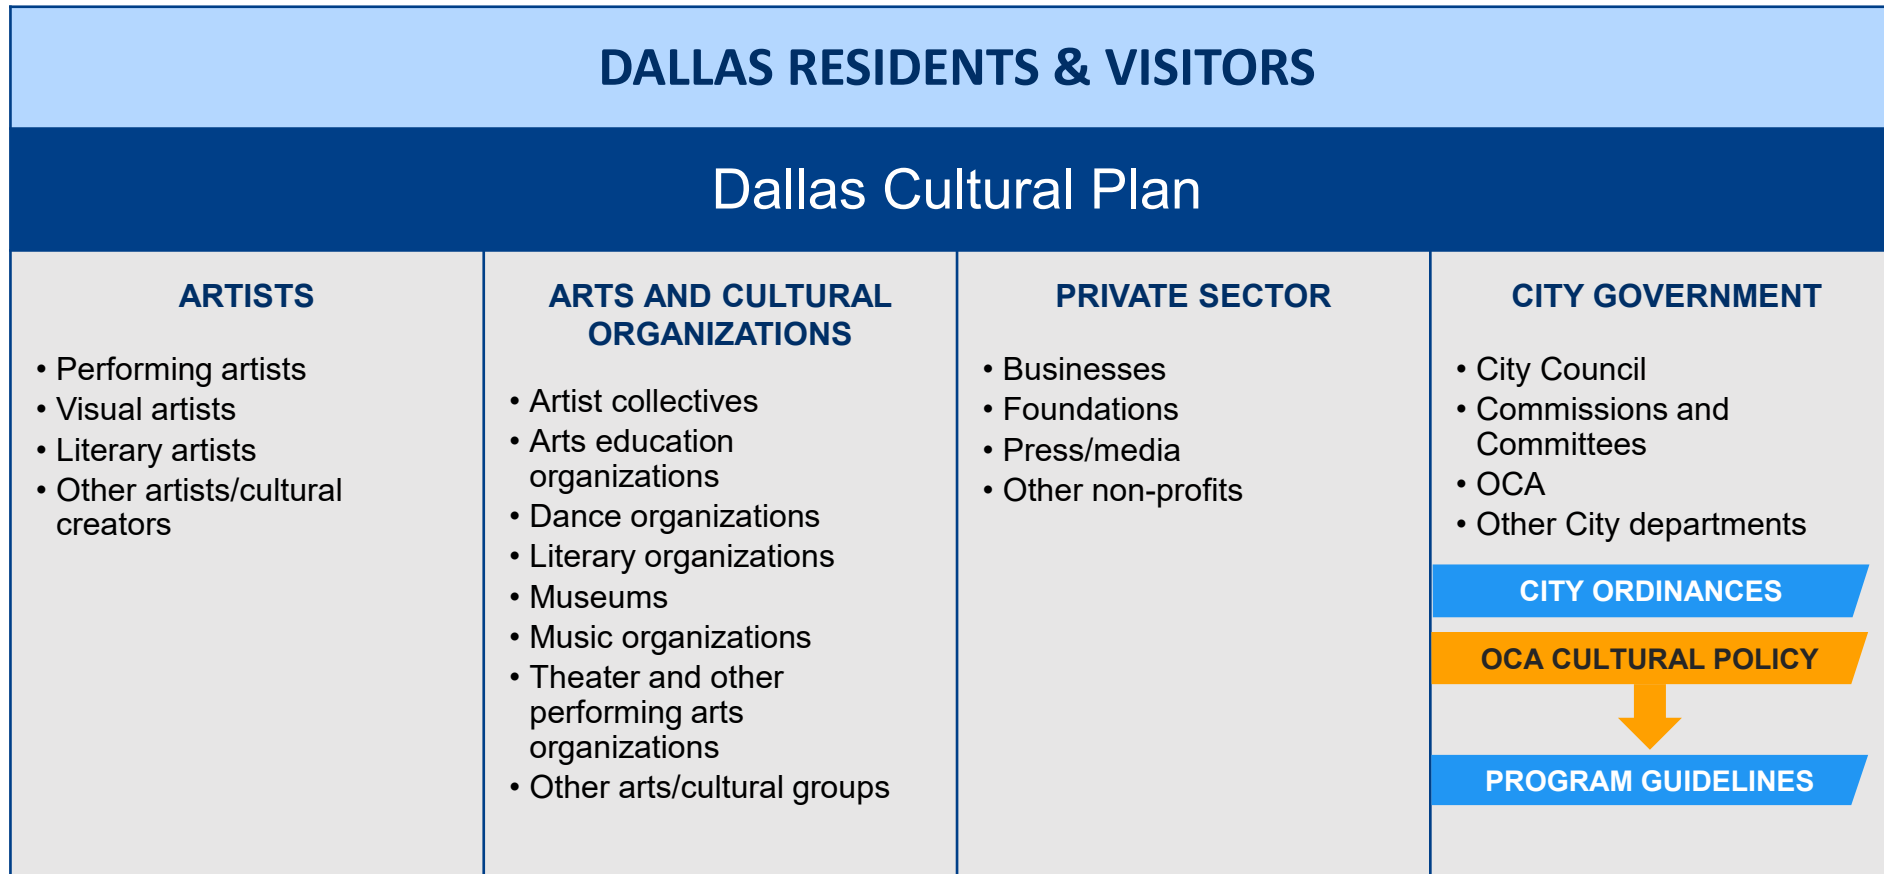 DALLAS RESIDENTS & VISITORS
Dallas Cultural Plan
ARTISTS
• Performing artists
• Visual artists
• Literary artists
• Other artists/cultural
creators
ARTS AND CULTURAL
ORGANIZATIONS
• Artist collectives
• Arts education
organizations
• Dance organizations
• Literary organizations
• Museums
• Music organizations
• Theater and other
performing arts
organizations
• Other arts/cultural groups
PRIVATE SECTOR
• Businesses
• Foundations
• Press/media
• Other non-profits
CITY GOVERNMENT
• City Council
• Commissions and
Committees
• OCA
• Other City departments
CITY ORDINANCES
OCA CULTURAL POLICY
PROGRAM GUIDELINES